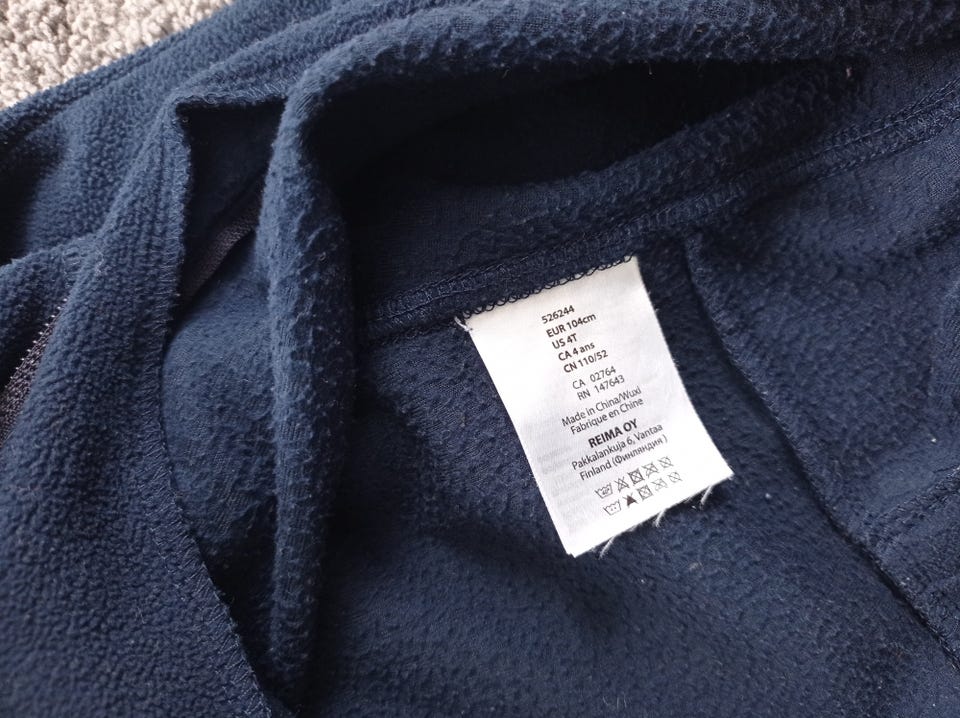 526244
EUR 104cm
US 4T
CA 4 ans
CN 110/52
CA 02764
RN 147643
Made in China/Wuxi
Fabrique en Chine
REIMA OY
Pakkalankuja 6, Vantaa
Finland (Финляндия)